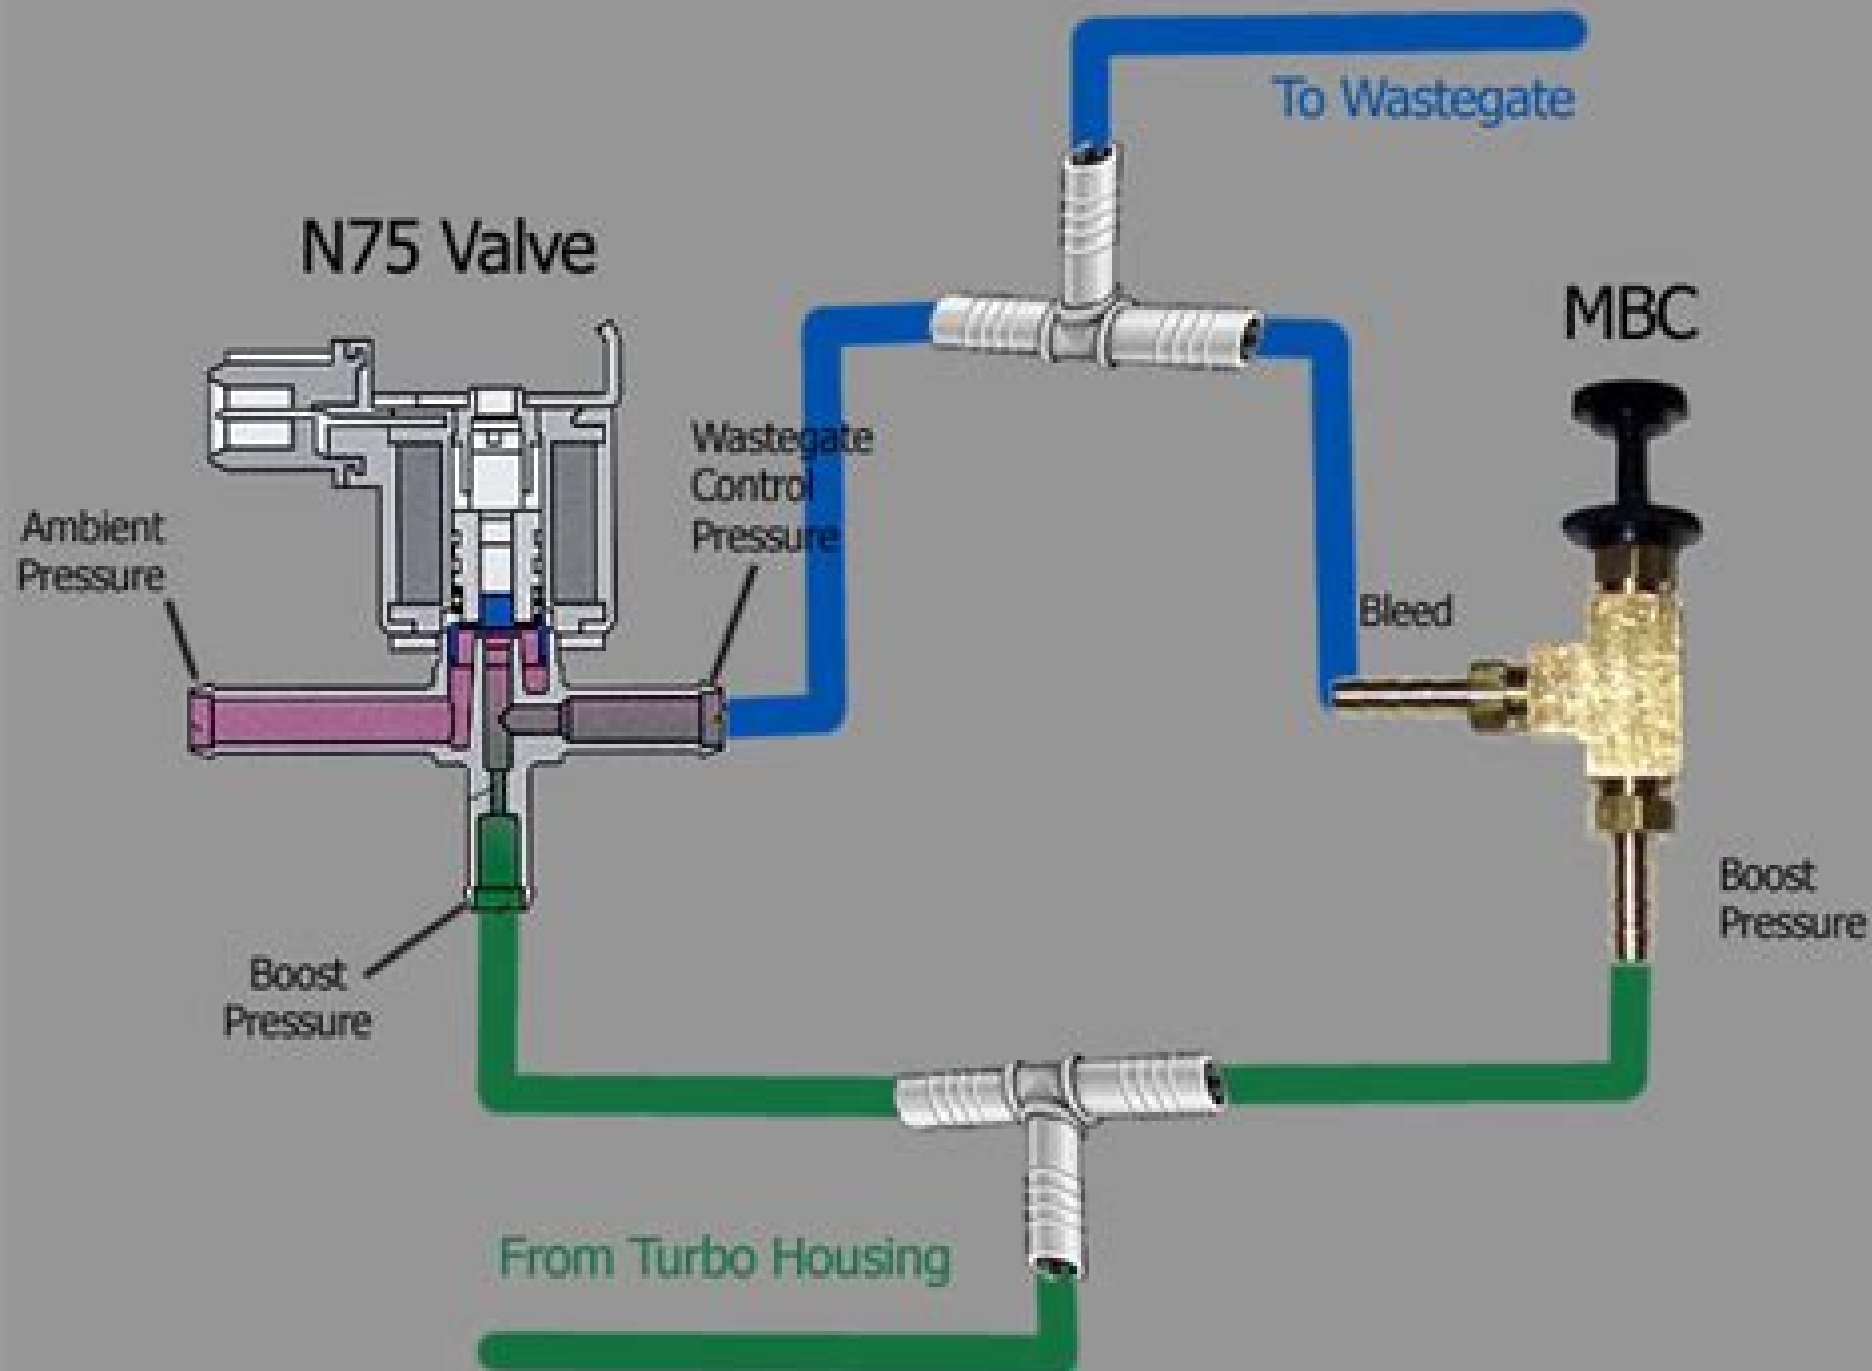 To Wastegate
N75 Valve
MBC
Wastegate
Control
Pressure
Ambient
Pressure
Bleed
Boost
Pressure
Boost
Pressure
From Turbo Housing